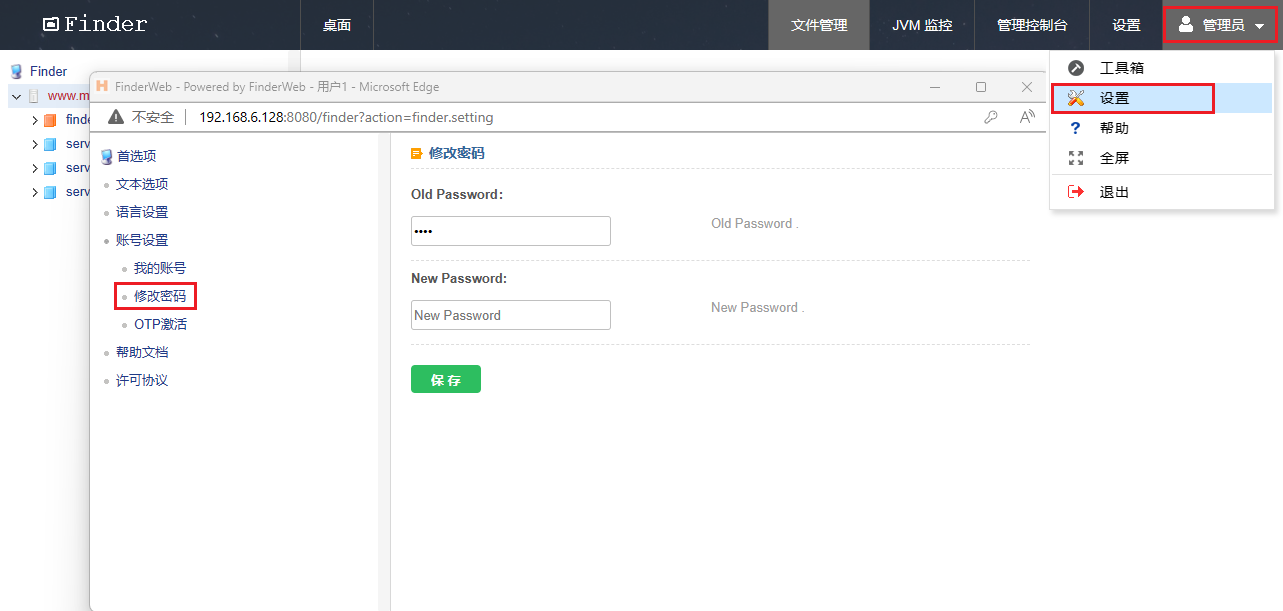 Finder
桌面
文件管理
JVM 监控
管理控制台
设置
管理员
Finder
www.m
finde
serv
serv
serv
FinderWeb - Powered by FinderWeb - 用户1 - Microsoft Edge
不安全
192.168.6.128:8080/finder?action=finder.setting
首选项
文本选项
语言设置
账号设置
我的账号
修改密码
OTP激活
帮助文档
许可协议
修改密码
Old Password:
••••
Old Password .
New Password:
New Password
New Password .
保 存
工具箱
设置
? 帮助
全屏
退出